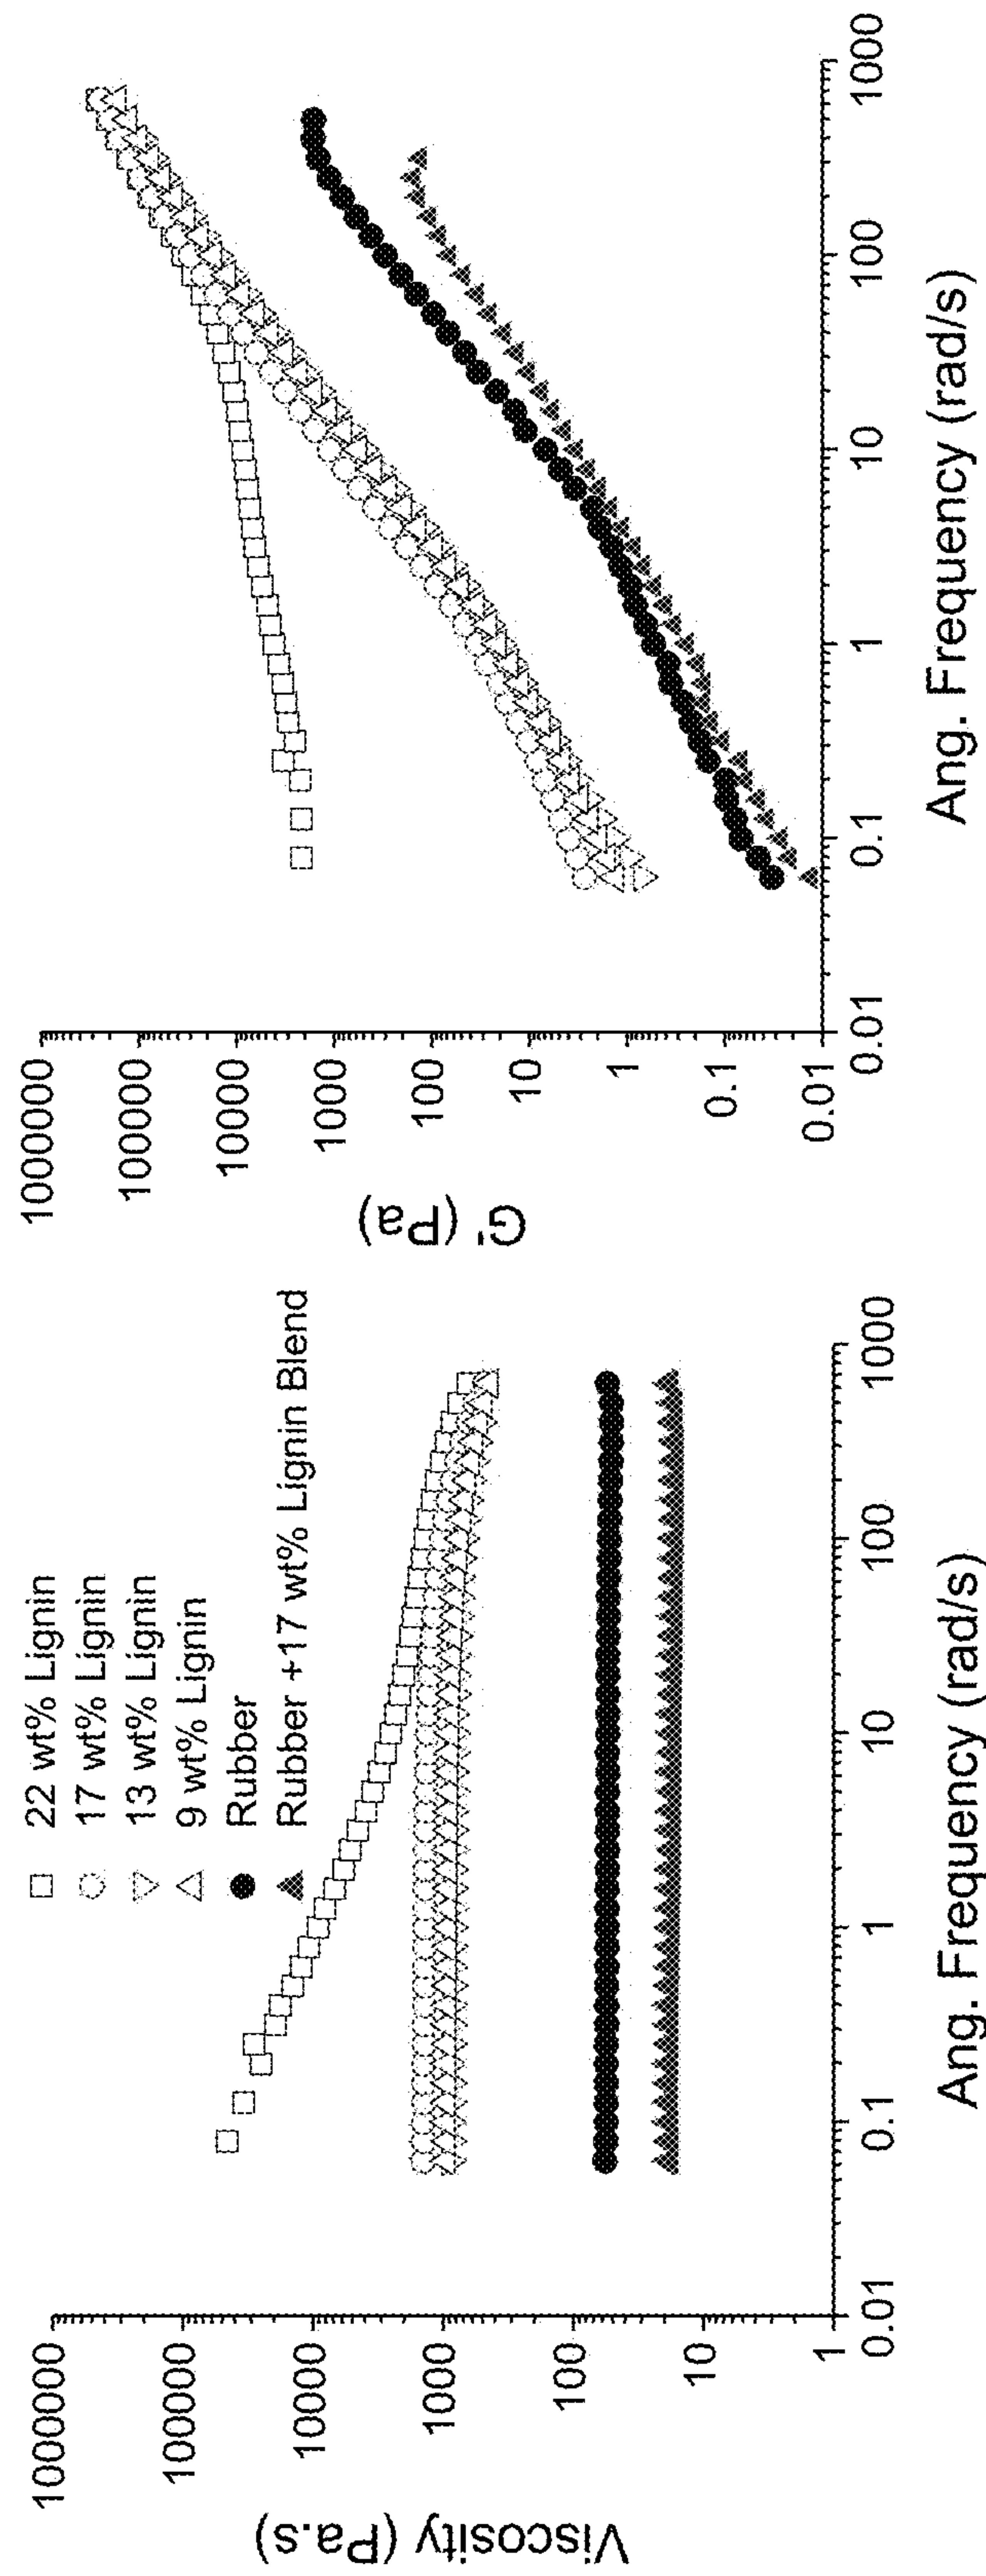 Viscosity (Pa.s)
1000000
100000
10000
1000
100
10
1
22 wt% Lignin
17 wt% Lignin
13 wt% Lignin
9 wt% Lignin
Rubber
Rubber +17 wt% Lignin Blend
0.01
0.1
1
10
100
1000
Ang. Frequency (rad/s)
G' (Pa)
1000000
100000
10000
1000
100
10
1
0.1
0.01
0.01
0.1
1
10
100
1000
Ang. Frequency (rad/s)